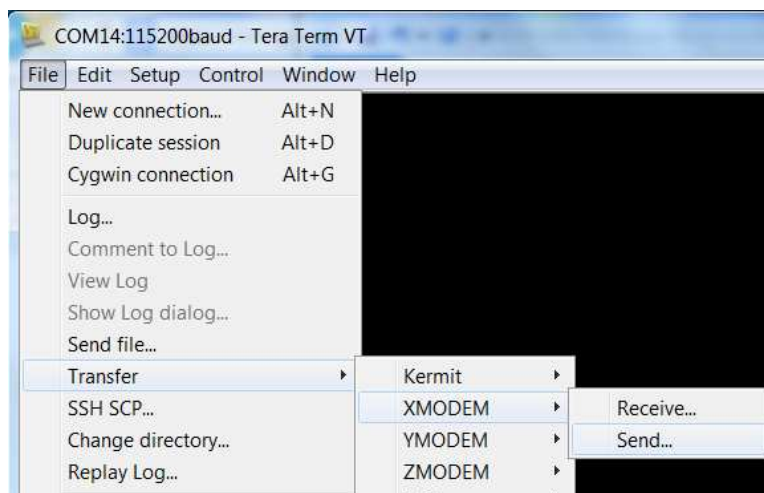 COM14:115200baud - Tera Term VT
File Edit Setup Control Window Help
New connection... Alt+N
Duplicate session Alt+D
Cygwin connection Alt+G
Log...
Comment to Log...
View Log
Show Log dialog...
Send file...
Transfer Kermit
SSH SCP... XMODEM Receive...
Change directory... YMODEM Send...
Replay Log... ZMODEM